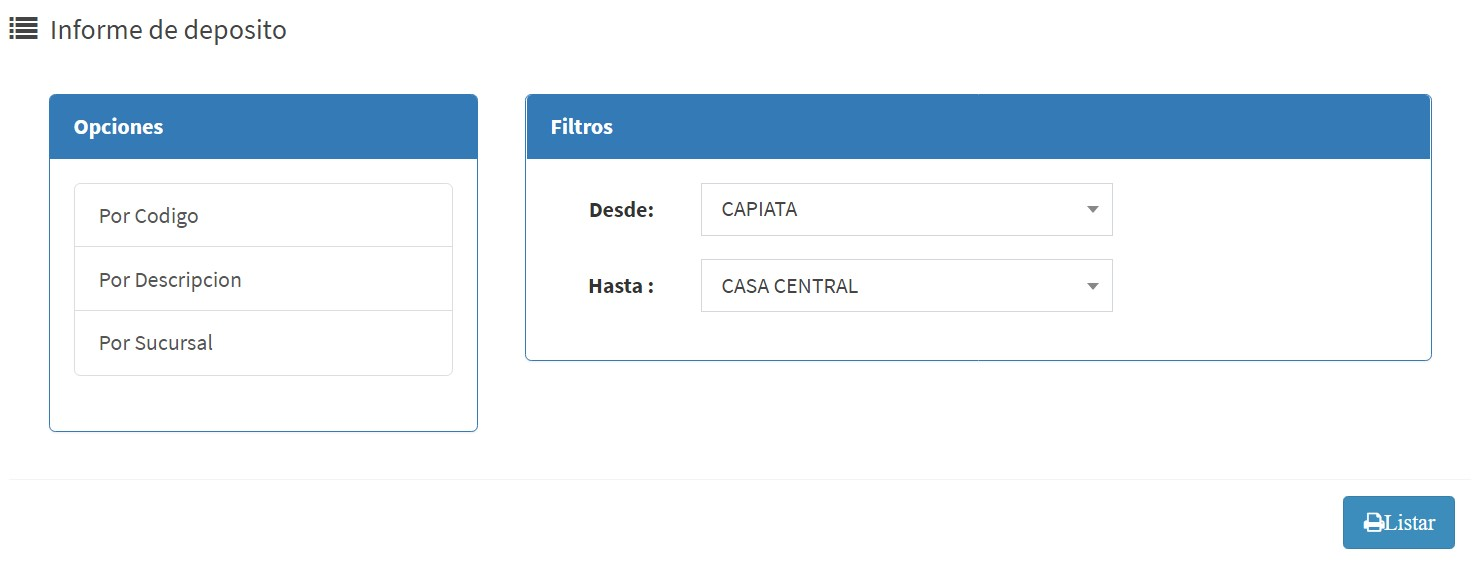 Informe de deposito
Opciones
Por Codigo
Por Descripcion
Por Sucursal
Filtros
Desde: CAPIATA
Hasta : CASA CENTRAL
Listar